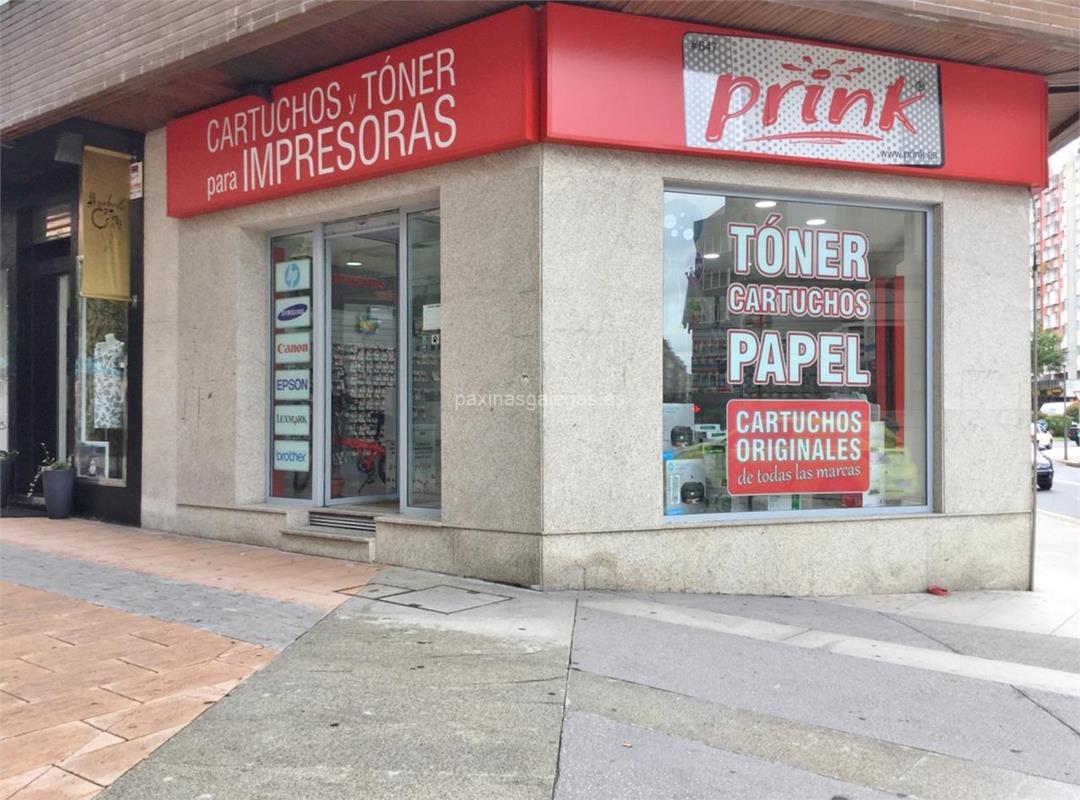 CARTUCHOS y TÓNER
para IMPRESORAS
#647
prink®
www.prink.es
hp
SAMSUNG
Canon
EPSON
LEXMARK
brother
TÓNER
CARTUCHOS
PAPEL
CARTUCHOS
ORIGINALES
de todas las marcas
paxinasgalegas.es